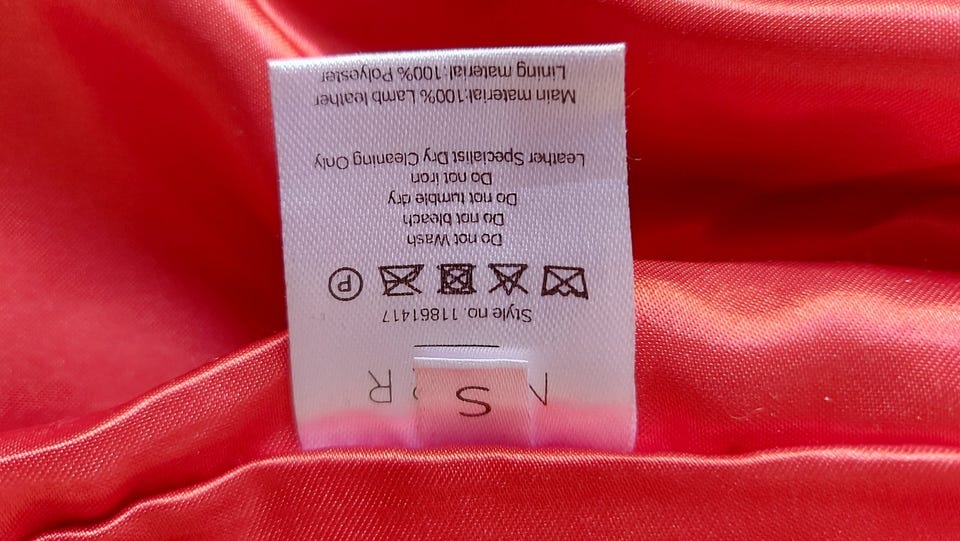 S
Style no. 11861417
P
Do not Wash
Do not bleach
Do not tumble dry
Do not iron
Leather Specialist Dry Cleaning Only
Main material:100% Lamb leather
Lining material:100% Polyester